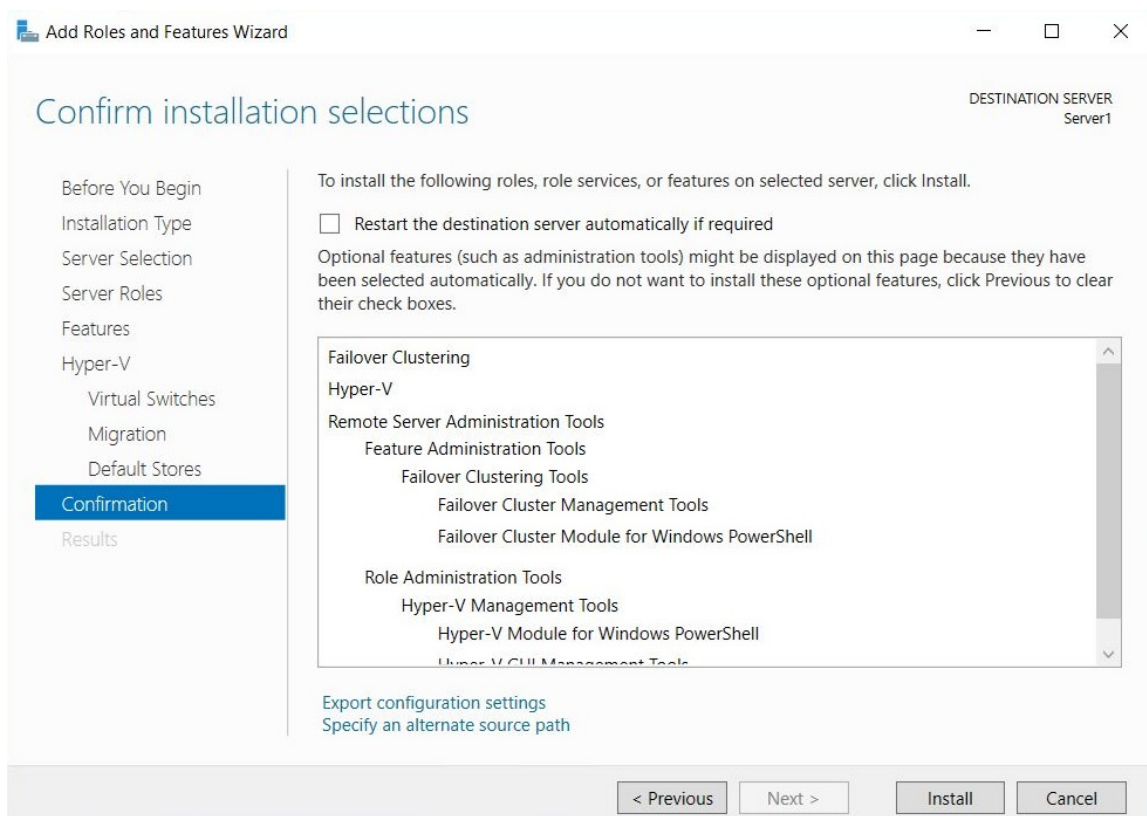 Add Roles and Features Wizard
Confirm installation selections
DESTINATION SERVER
Server1
Before You Begin
Installation Type
Server Selection
Server Roles
Features
Hyper-V
Virtual Switches
Migration
Default Stores
Confirmation
Results
To install the following roles, role services, or features on selected server, click Install.
Restart the destination server automatically if required
Optional features (such as administration tools) might be displayed on this page because they have
been selected automatically. If you do not want to install these optional features, click Previous to clear
their check boxes.
Failover Clustering
Hyper-V
Remote Server Administration Tools
Feature Administration Tools
Failover Clustering Tools
Failover Cluster Management Tools
Failover Cluster Module for Windows PowerShell
Role Administration Tools
Hyper-V Management Tools
Hyper-V Module for Windows PowerShell
Hyper-V GUI Management Tools
Export configuration settings
Specify an alternate source path
< Previous
Next >
Install
Cancel